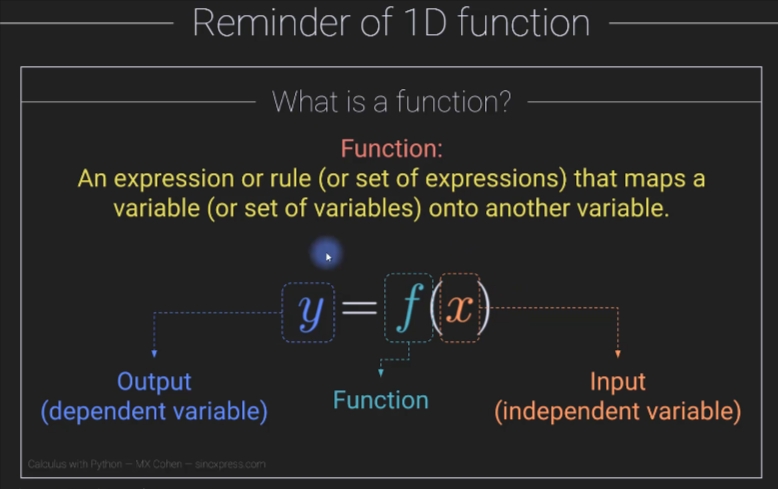 Reminder of 1D function
What is a function?
Function:
An expression or rule (or set of expressions) that maps a
variable (or set of variables) onto another variable.
y = f(x)
Output
(dependent variable)
Function
Input
(independent variable)
Calculus with Python — MX Cohen — sincxpress.com